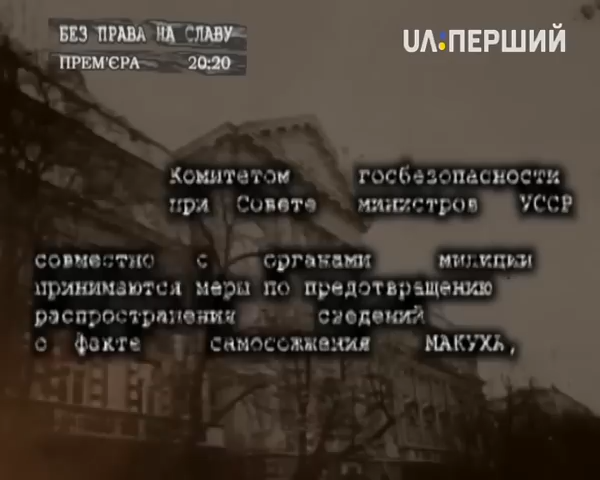 БЕЗ ПРАВА НА СЛАВУ
ПРЕМ'ЄРА 20:20
UA:ПЕРШИЙ
Комитетом госбезопасности
при Совете министров УССР
совместно с органами милиции
принимаются меры по предотвращению
распространения сведений
о факте самосожжения МАКУХА,